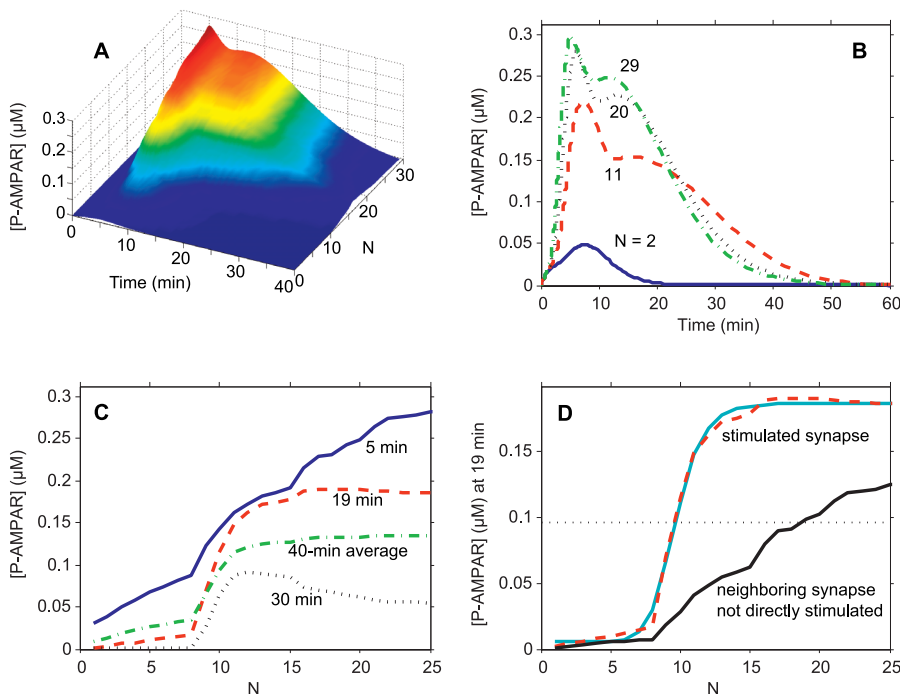 A
[P-AMPAR] (µM)
0.3
0.2
0.1
0
0
10
20
30
40
Time (min)
0
10
20
30
N
B
[P-AMPAR] (µM)
0.3
0.25
0.2
0.15
0.1
0.05
0
29
20
11
N = 2
0
10
20
30
40
50
60
Time (min)
C
[P-AMPAR] (µM)
0.3
0.25
0.2
0.15
0.1
0.05
0
5 min
19 min
40-min average
30 min
0
5
10
15
20
25
N
D
[P-AMPAR] (µM) at 19 min
0.15
0.1
0.05
0
stimulated synapse
neighboring synapse
not directly stimulated
0
5
10
15
20
25
N